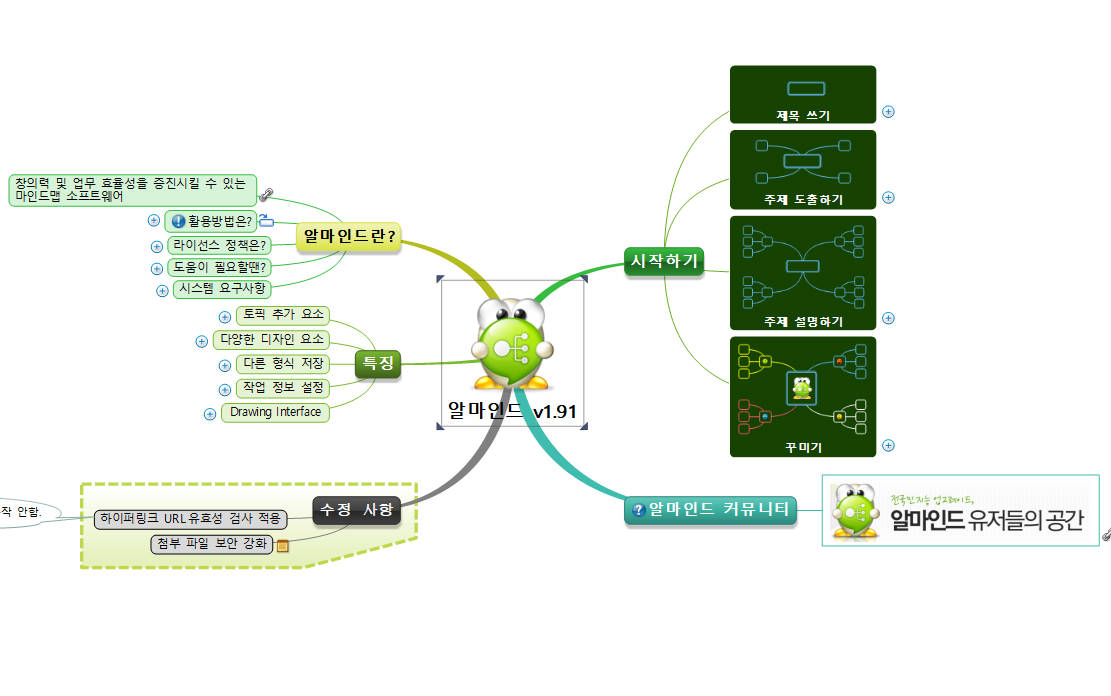 알마인드 v1.91
알마인드란?
창의력 및 업무 효율성을 증진시킬 수 있는
마인드맵 소프트웨어
활용방법은?
라이선스 정책은?
도움이 필요할땐?
시스템 요구사항
특징
토픽 추가 요소
다양한 디자인 요소
다른 형식 저장
작업 정보 설정
Drawing Interface
수정 사항
하이퍼링크 URL유효성 검사 적용
작 안함.
첨부 파일 보안 강화
시작하기
제목 쓰기
주제 도출하기
주제 설명하기
꾸미기
알마인드 커뮤니티
전국민지능 업그레이드,
알마인드 유저들의 공간